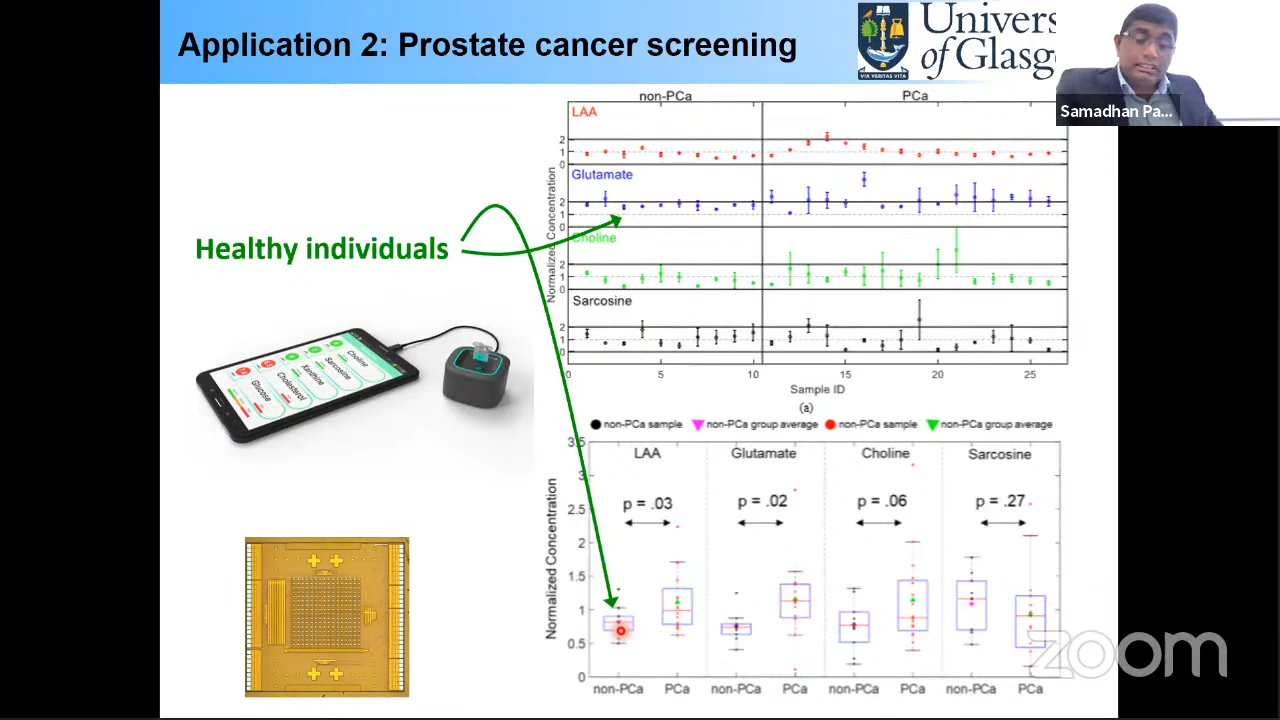 Application 2: Prostate cancer screening
Univers
of Glasg
VIA VERITAS VITA
Samadhan Pa...
non-PCa PCa
LAA
2
1
0
Glutamate
2
1
0
Choline
2
1
0
Sarcosine
2
1
0
Normalized Concentration
0 5 10 15 20 25
Sample ID
(a)
Healthy individuals
Choline
Sarcosine
Xanthine
Cholesterol
Glucose
non-PCa sample non-PCa group average non-PCa sample non-PCa group average
LAA Glutamate Choline Sarcosine
p = .03 p = .02 p = .06 p = .27
3.5
3
2.5
2
1.5
1
0.5
0
Normalized Concentration
non-PCa PCa non-PCa PCa non-PCa PCa non-PCa PCa
zoom